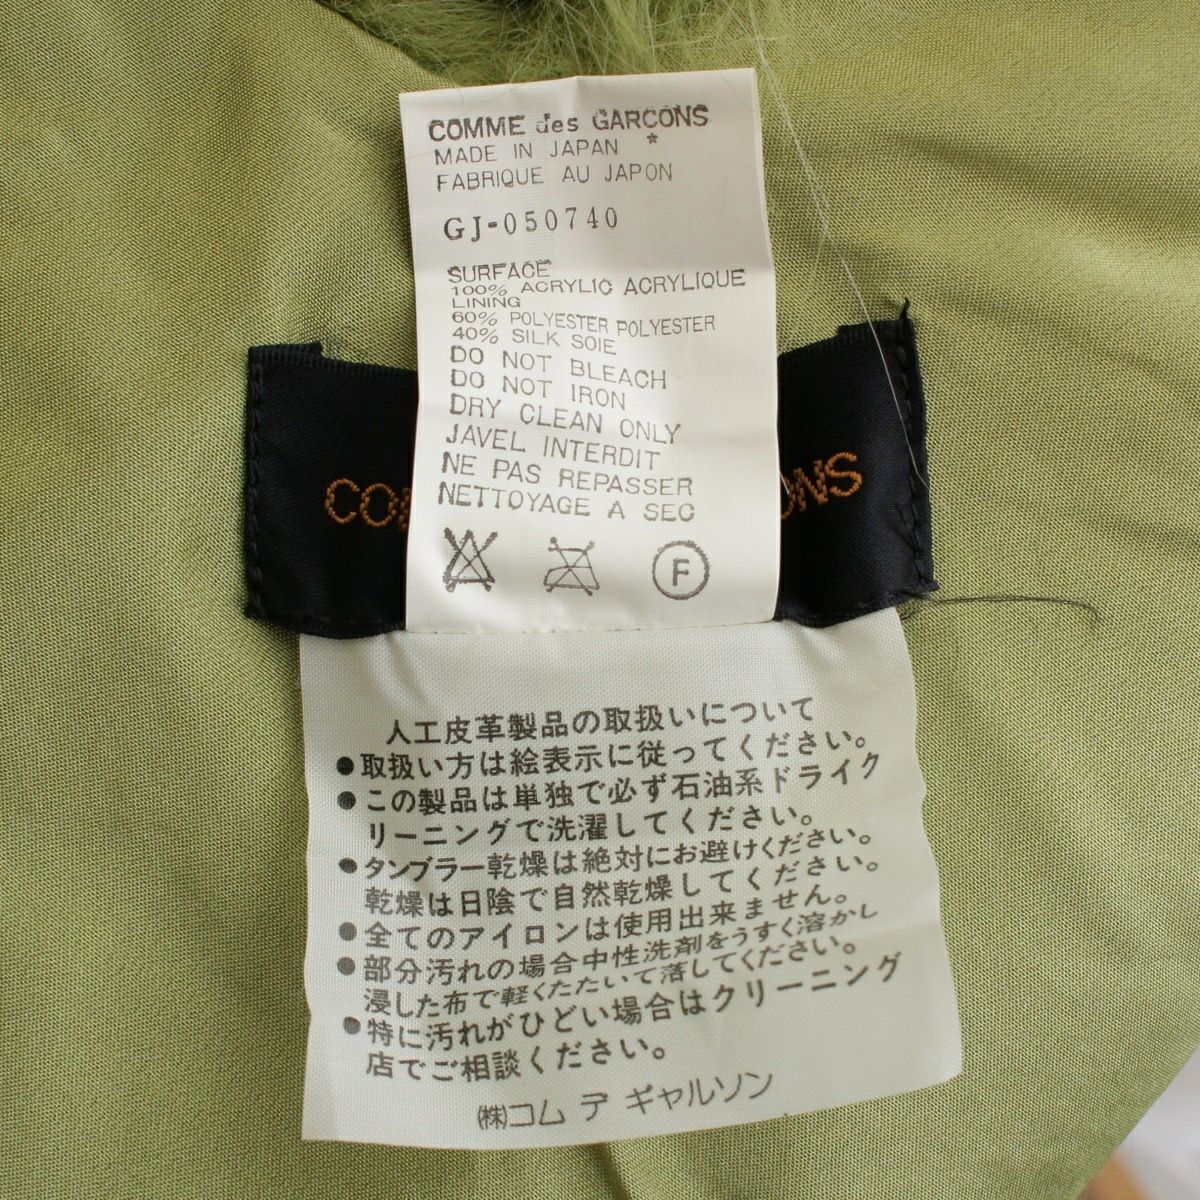 COMME des GARCONS
*
MADE IN JAPAN
FABRIQUE AU JAPON
GJ-050740
SURFACE
100% ACRYLIC ACRYLIQUE
LINING
60% POLYESTER POLYESTER
40% SILK SOIE
DO NOT BLEACH
DO NOT IRON
DRY CLEAN ONLY
JAVEL INTERDIT
NE PAS REPASSER
NETTOYAGE A SEC
F
人工皮革製品の取扱いについて
●取扱い方は絵表示に従ってください。
●この製品は単独で必ず石油系ドライク
リーニングで洗濯してください。
●タンブラー乾燥は絶対にお避けください。
乾燥は日陰で自然乾燥してください。
●全てのアイロンは使用出来ません。
●部分汚れの場合中性洗剤をうすく溶かし
浸した布で軽くたたいて落してください。
●特に汚れがひどい場合はクリーニング
店でご相談ください。
㈱コム デ ギャルソン